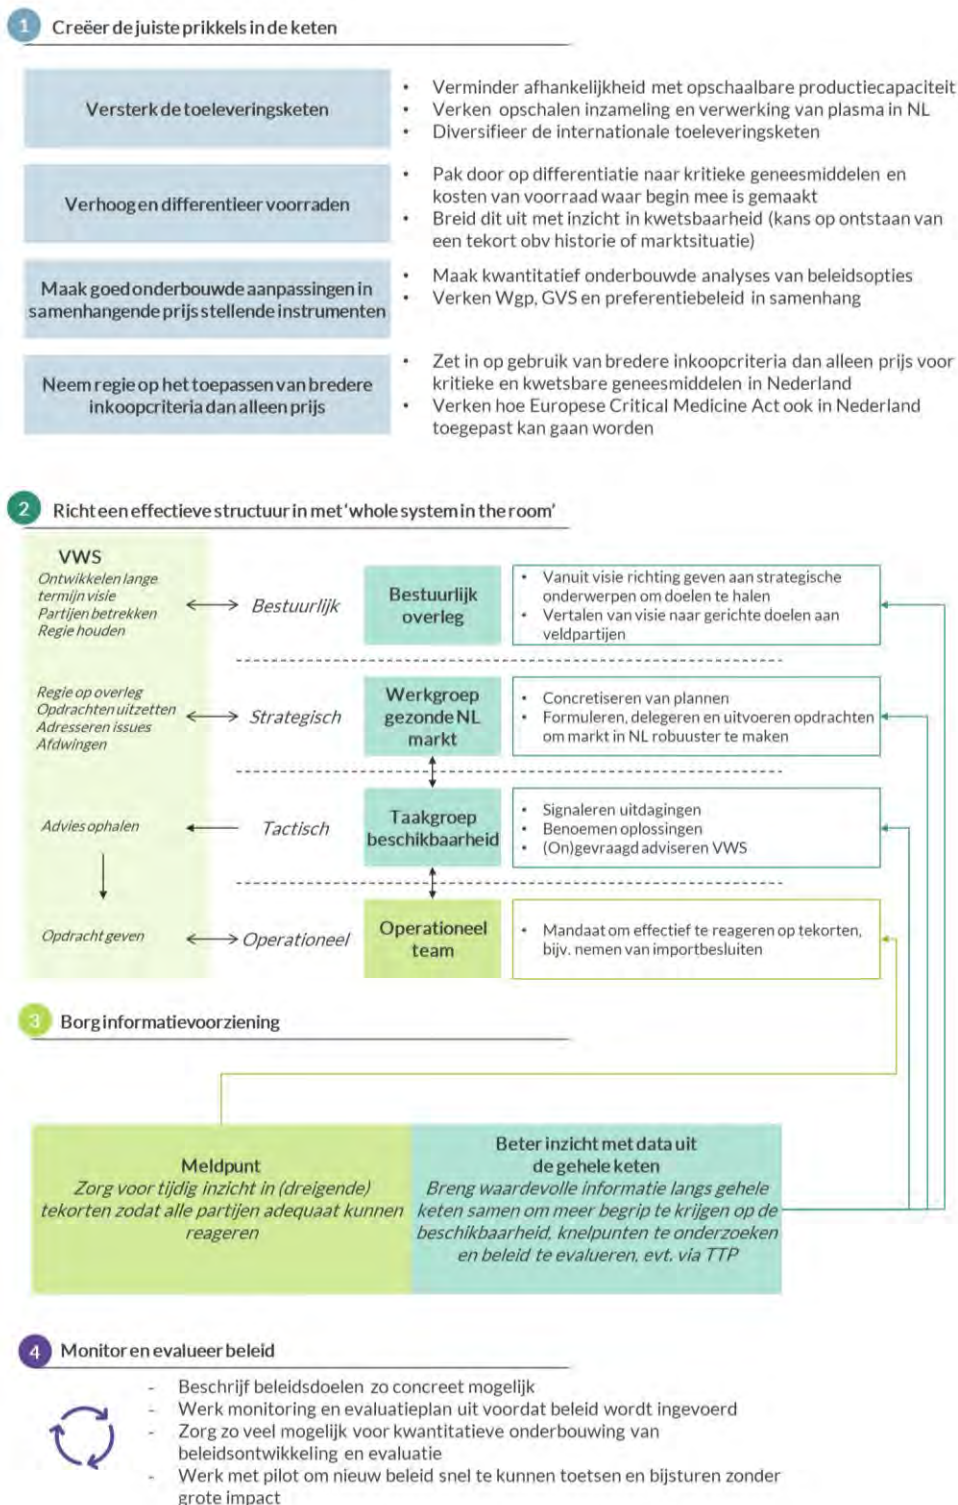 1 Creëer de juiste prikkels in de keten
Versterk de toeleveringsketen
• Verminder afhankelijkheid met opschaalbare productiecapaciteit
• Verken opschalen inzameling en verwerking van plasma in NL
• Diversifieer de internationale toeleveringsketen
Verhoog en differentieer voorraden
• Pak door op differentiatie naar kritieke geneesmiddelen en
kosten van voorraad waar begin mee is gemaakt
• Breid dit uit met inzicht in kwetsbaarheid (kans op ontstaan van
een tekort obv historie of marktsituatie)
Maak goed onderbouwde aanpassingen in
samenhangende prijs stellende instrumenten
• Maak kwantitatief onderbouwde analyses van beleidsopties
• Verken Wgp, GVS en preferentiebeleid in samenhang
Neem regie op het toepassen van bredere
inkoopcriteria dan alleen prijs
• Zet in op gebruik van bredere inkoopcriteria dan alleen prijs voor
kritieke en kwetsbare geneesmiddelen in Nederland
• Verken hoe Europese Critical Medicine Act ook in Nederland
toegepast kan gaan worden
2 Richt een effectieve structuur in met 'whole system in the room'
VWS
Ontwikkelen lange
termijn visie
Partijen betrekken
Regie houden
Bestuurlijk
Bestuurlijk
overleg
• Vanuit visie richting geven aan strategische
onderwerpen om doelen te halen
• Vertalen van visie naar gerichte doelen aan
veldpartijen
Regie op overleg
Opdrachten uitzetten
Adresseren issues
Afdwingen
Strategisch
Werkgroep
gezonde NL
markt
• Concretiseren van plannen
• Formuleren, delegeren en uitvoeren opdrachten
om markt in NL robuuster te maken
Advies ophalen
Tactisch
Taakgroep
beschikbaarheid
• Signaleren uitdagingen
• Benoemen oplossingen
• (On)gevraagd adviseren VWS
Opdracht geven
Operationeel
Operationeel
team
• Mandaat om effectief te reageren op tekorten,
bijv. nemen van importbesluiten
3 Borg informatievoorziening
Meldpunt
Zorg voor tijdig inzicht in (dreigende)
tekorten zodat alle partijen adequaat kunnen
reageren
Beter inzicht met data uit
de gehele keten
Breng waardevolle informatie langs gehele
keten samen om meer begrip te krijgen op de
beschikbaarheid, knelpunten te onderzoeken
en beleid te evalueren, evt. via TTP
4 Monitor en evalueer beleid
- Beschrijf beleidsdoelen zo concreet mogelijk
- Werk monitoring en evaluatieplan uit voordat beleid wordt ingevoerd
- Zorg zo veel mogelijk voor kwantitatieve onderbouwing van
beleidsontwikkeling en evaluatie
- Werk met pilot om nieuw beleid snel te kunnen toetsen en bijsturen zonder
grote impact